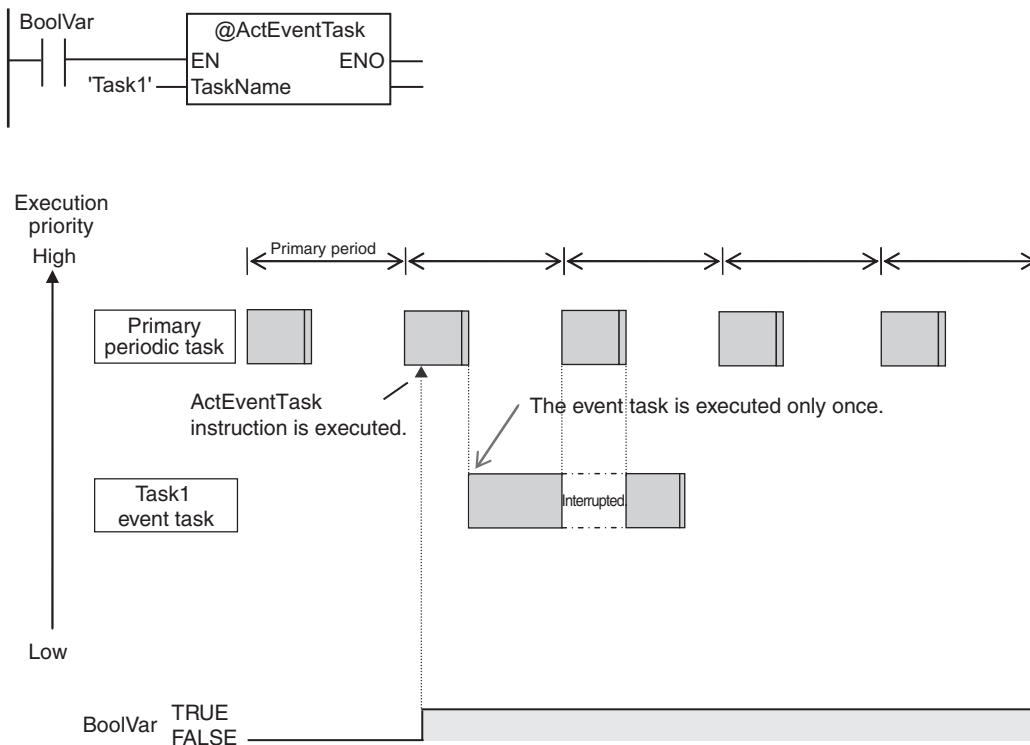 BoolVar
@ActEventTask
EN ENO
'Task1' TaskName
Execution
priority
High
Primary period
Primary
periodic task
ActEventTask
instruction is executed.
The event task is executed only once.
Task1
event task
Interrupted.
Low
BoolVar TRUE
FALSE